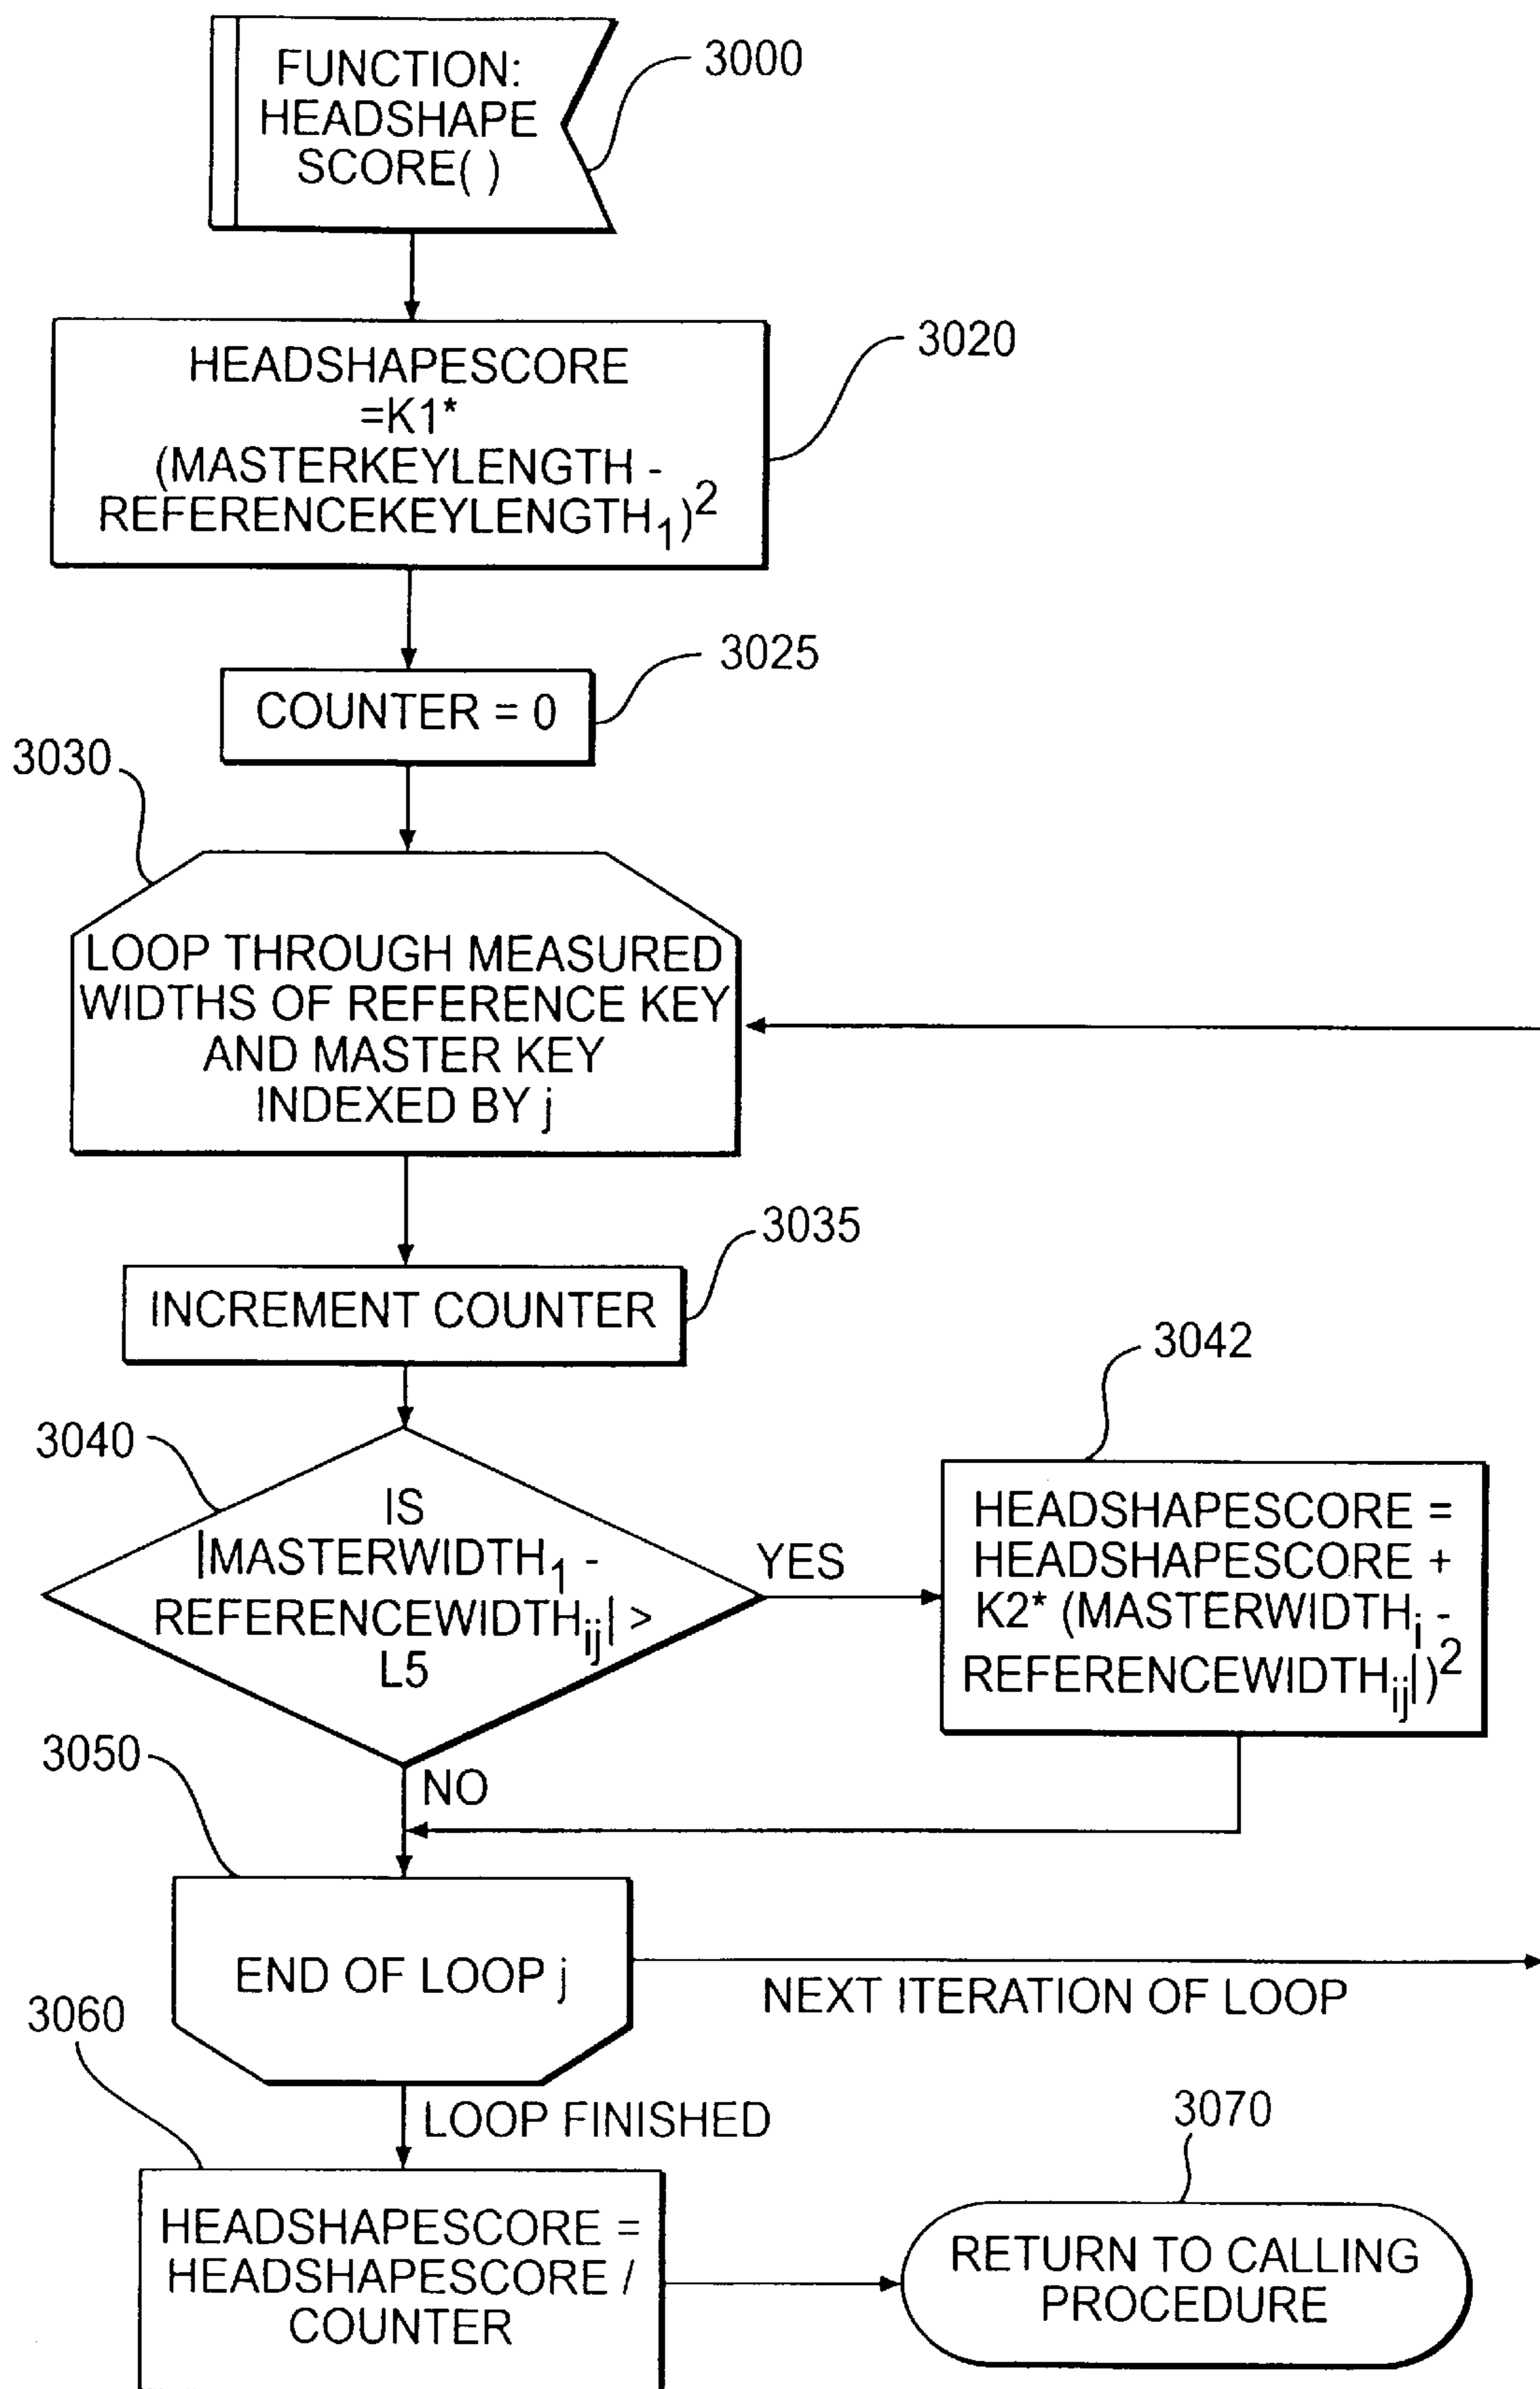 FUNCTION:
HEADSHAPE
SCORE( )
3000
HEADSHAPESCORE
=K1*
(MASTERKEYLENGTH -
REFERENCEKEYLENGTH₁)²
3020
COUNTER = 0
3025
3030
LOOP THROUGH MEASURED
WIDTHS OF REFERENCE KEY
AND MASTER KEY
INDEXED BY j
INCREMENT COUNTER
3035
3040
IS
|MASTERWIDTH₁ -
REFERENCEWIDTHij| >
L5
YES
3042
HEADSHAPESCORE =
HEADSHAPESCORE +
K2* (MASTERWIDTHi -
REFERENCEWIDTHij|)²
NO
3050
END OF LOOP j
NEXT ITERATION OF LOOP
LOOP FINISHED
3060
HEADSHAPESCORE =
HEADSHAPESCORE /
COUNTER
3070
RETURN TO CALLING
PROCEDURE